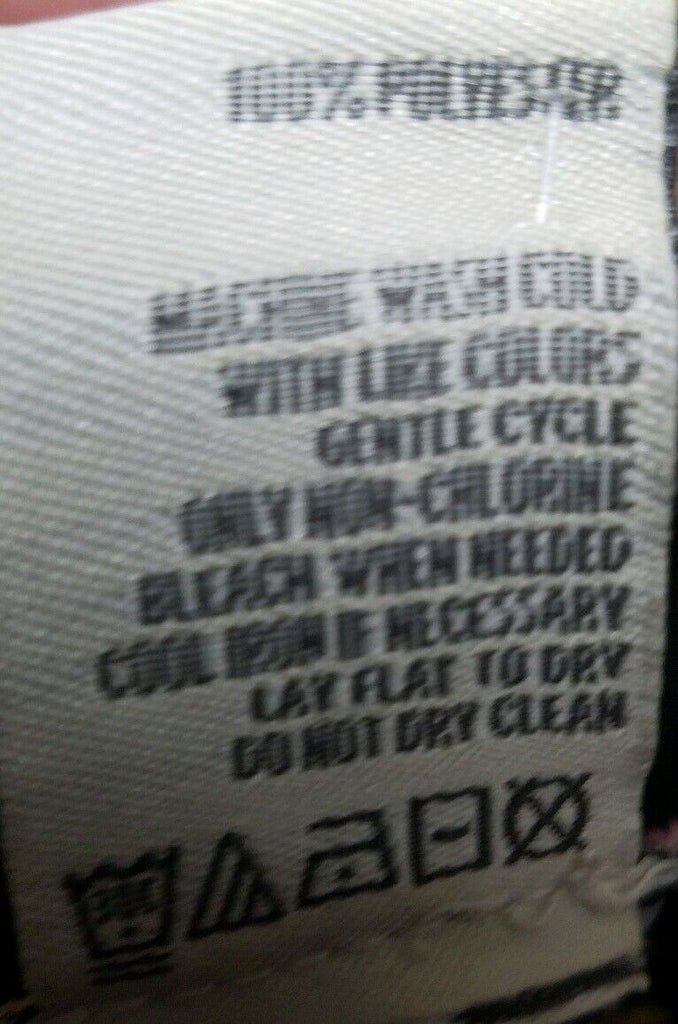 100% POLYESTER
MACHINE WASH COLD
WITH LIKE COLORS
GENTLE CYCLE
ONLY NON-CHLORINE
BLEACH WHEN NEEDED
COOL IRON IF NECESSARY
LAY FLAT TO DRY
DO NOT DRY CLEAN